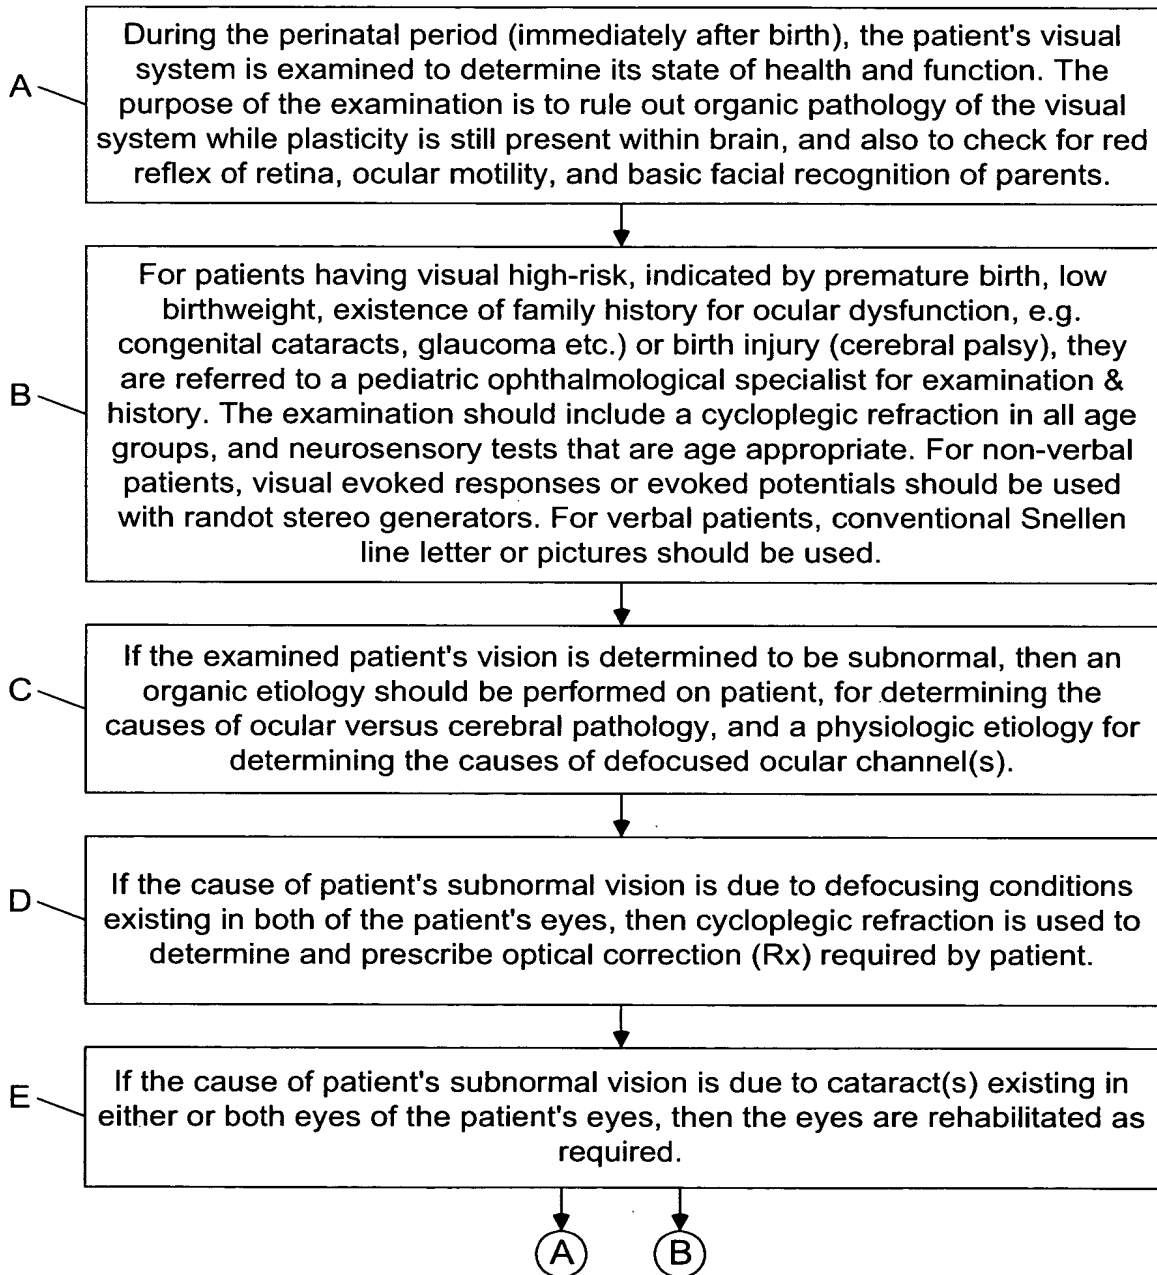 During the perinatal period (immediately after birth), the patient's visual
system is examined to determine its state of health and function. The
A
purpose of the examination is to rule out organic pathology of the visual
system while plasticity is still present within brain, and also to check for red
reflex of retina, ocular motility, and basic facial recognition of parents.
For patients having visual high-risk, indicated by premature birth, low
birthweight, existence of family history for ocular dysfunction, e.g.
congenital cataracts, glaucoma etc.) or birth injury (cerebral palsy), they
B
are referred to a pediatric ophthalmological specialist for examination &
history. The examination should include a cycloplegic refraction in all age
groups, and neurosensory tests that are age appropriate. For non-verbal
patients, visual evoked responses or evoked potentials should be used
with randot stereo generators. For verbal patients, conventional Snellen
line letter or pictures should be used.
If the examined patient's vision is determined to be subnormal, then an
C
organic etiology should be performed on patient, for determining the
causes of ocular versus cerebral pathology, and a physiologic etiology for
determining the causes of defocused ocular channel(s).
D
If the cause of patient's subnormal vision is due to defocusing conditions
existing in both of the patient's eyes, then cycloplegic refraction is used to
determine and prescribe optical correction (Rx) required by patient.
E
If the cause of patient's subnormal vision is due to cataract(s) existing in
either or both eyes of the patient's eyes, then the eyes are rehabilitated as
required.
A
B